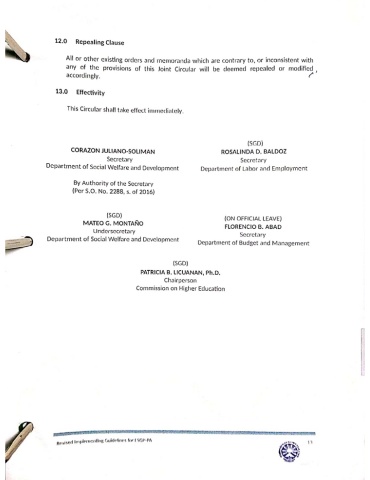 12.0 Repealing Clause
All or other existing orders and memoranda which are contrary to, or inconsistent with
any of the provisions of this Joint Circular will be deemed repealed or modified
accordingly.
13.0 Effectivity
This Circular shall take effect immediately.
CORAZON JULIANO-SOLIMAN
Secretary
Department of Social Welfare and Development
By Authority of the Secretary
(Per S.O. No. 2288, s. of 2016)
(SGD)
ROSALINDA D. BALDOZ
Secretary
Department of Labor and Employment
(SGD)
MATEO G. MONTAÑO
Undersecretary
Department of Social Welfare and Development
(ON OFFICIAL LEAVE)
FLORENCIO B. ABAD
Secretary
Department of Budget and Management
(SGD)
PATRICIA B. LICUANAN, Ph.D.
Chairperson
Commission on Higher Education
Revised Implementing Guidelines for